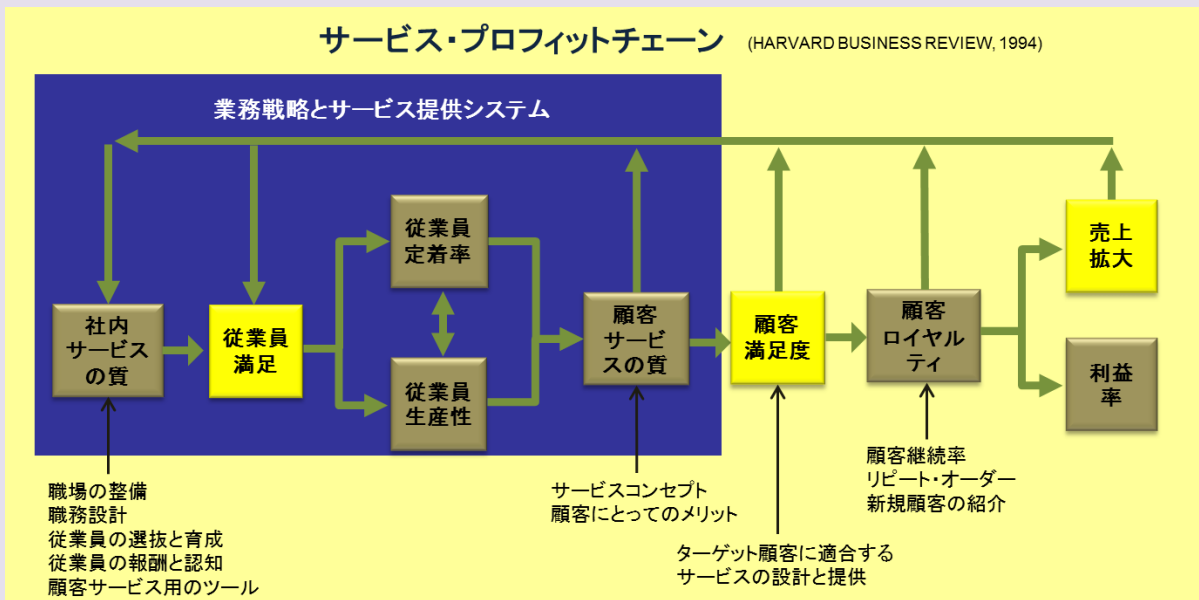 サービス・プロフィットチェーン (HARVARD BUSINESS REVIEW, 1994)
業務戦略とサービス提供システム
社内
サービス
の質
従業員
満足
従業員
定着率
従業員
生産性
顧客
サービ
スの質
顧客
満足度
顧客
ロイヤル
ティ
売上
拡大
利益
率
職場の整備
職務設計
従業員の選抜と育成
従業員の報酬と認知
顧客サービス用のツール
サービスコンセプト
顧客にとってのメリット
ターゲット顧客に適合する
サービスの設計と提供
顧客継続率
リピート・オーダー
新規顧客の紹介